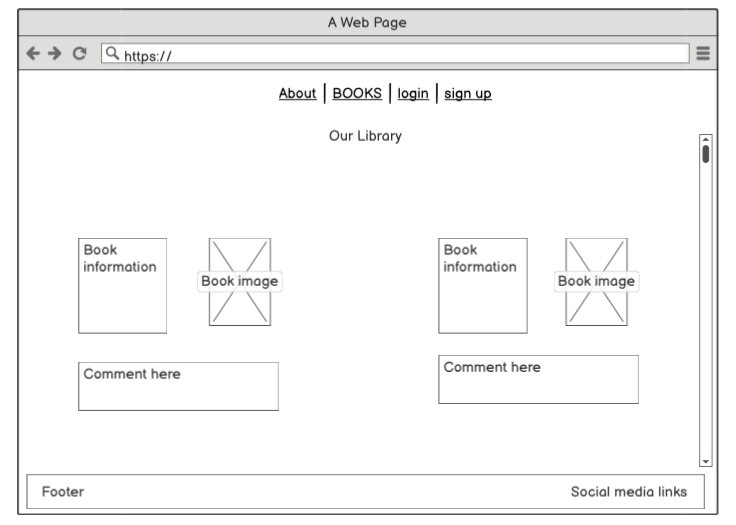 A Web Page
https://
About | BOOKS | login | sign up
Our Library
Book
information
Book image
Book
information
Book image
Comment here
Comment here
Footer
Social media links